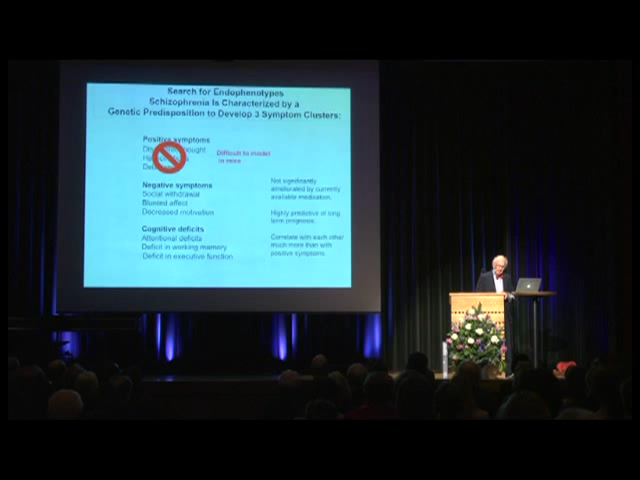 Search for Endophenotypes
Schizophrenia Is Characterized by a
Genetic Predisposition to Develop 3 Symptom Clusters:
Positive symptoms
Difficult to model
in mice
Negative symptoms
Social withdrawal
Blunted affect
Decreased motivation
Not significantly
ameliorated by currently
available medication.
Highly predictive of long
term prognosis.
Cognitive deficits
Attentional deficits
Deficit in working memory
Deficit in executive function
Correlate with each other
much more than with
positive symptoms